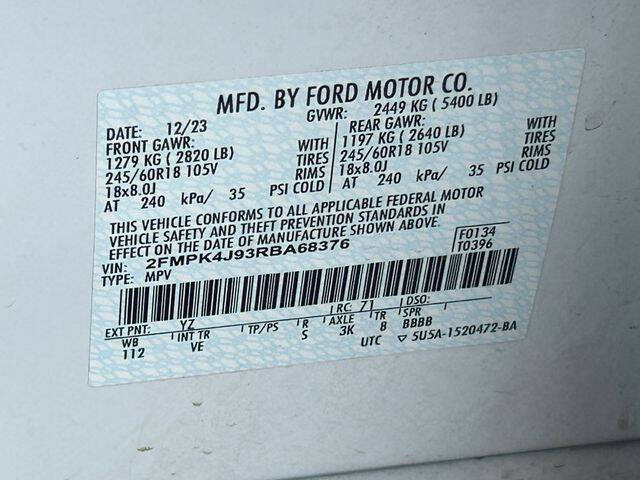 MFD. BY FORD MOTOR CO.
DATE: 12/23 GVWR: 2449 KG ( 5400 LB)
FRONT GAWR: WITH REAR GAWR: WITH
1279 KG ( 2820 LB) TIRES 1197 KG ( 2640 LB) TIRES
245/60R18 105V RIMS 245/60R18 105V RIMS
18x8.0J 18x8.0J
AT 240 kPa/ 35 PSI COLD AT 240 kPa/ 35 PSI COLD
THIS VEHICLE CONFORMS TO ALL APPLICABLE FEDERAL MOTOR
VEHICLE SAFETY AND THEFT PREVENTION STANDARDS IN
EFFECT ON THE DATE OF MANUFACTURE SHOWN ABOVE.
VIN: 2FMPK4J93RBA68376 F0134
TYPE: MPV T0396
EXT PNT: YZ RC: 71 DSO:
WB INT TR TP/PS R AXLE TR SPR
112 VE S 3K 8 BBBB
UTC ▽ 5U5A-1520472-BA